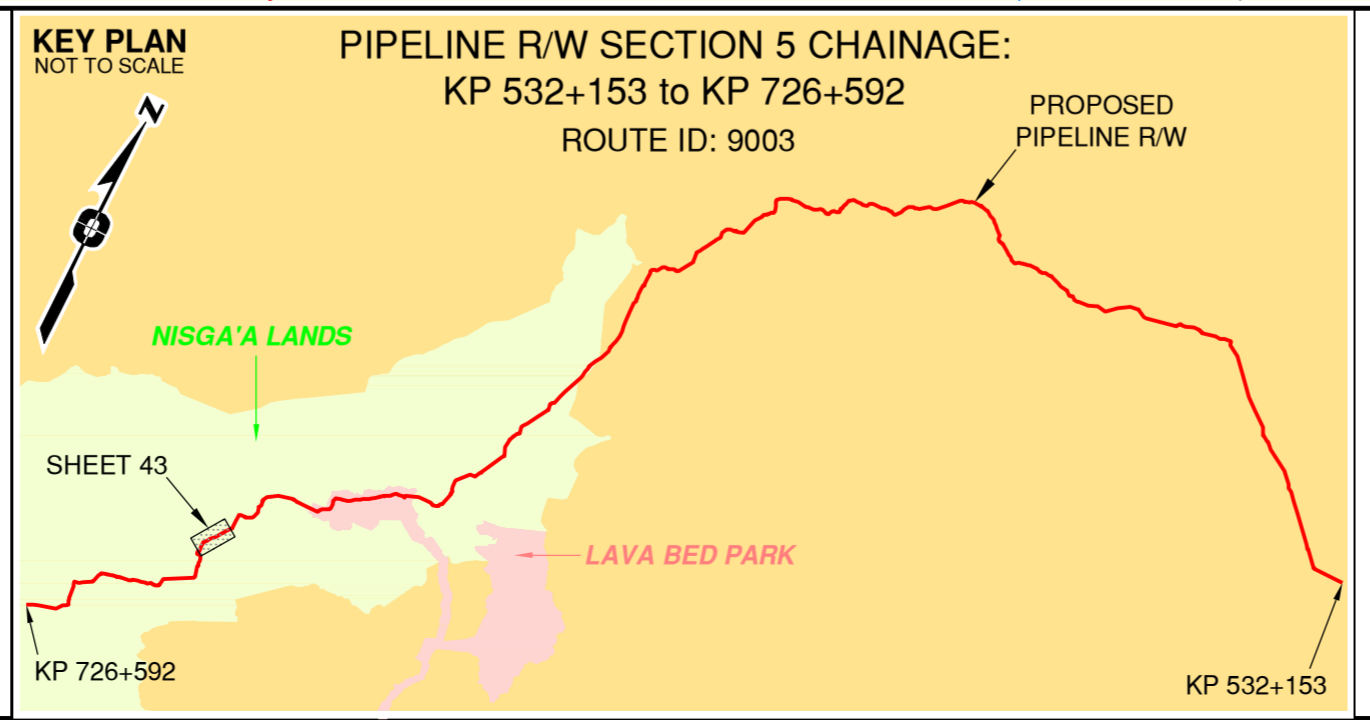 KEY PLAN
NOT TO SCALE
PIPELINE R/W SECTION 5 CHAINAGE:
KP 532+153 to KP 726+592
ROUTE ID: 9003
PROPOSED
PIPELINE R/W
N
NISGA'A LANDS
SHEET 43
LAVA BED PARK
KP 726+592
KP 532+153